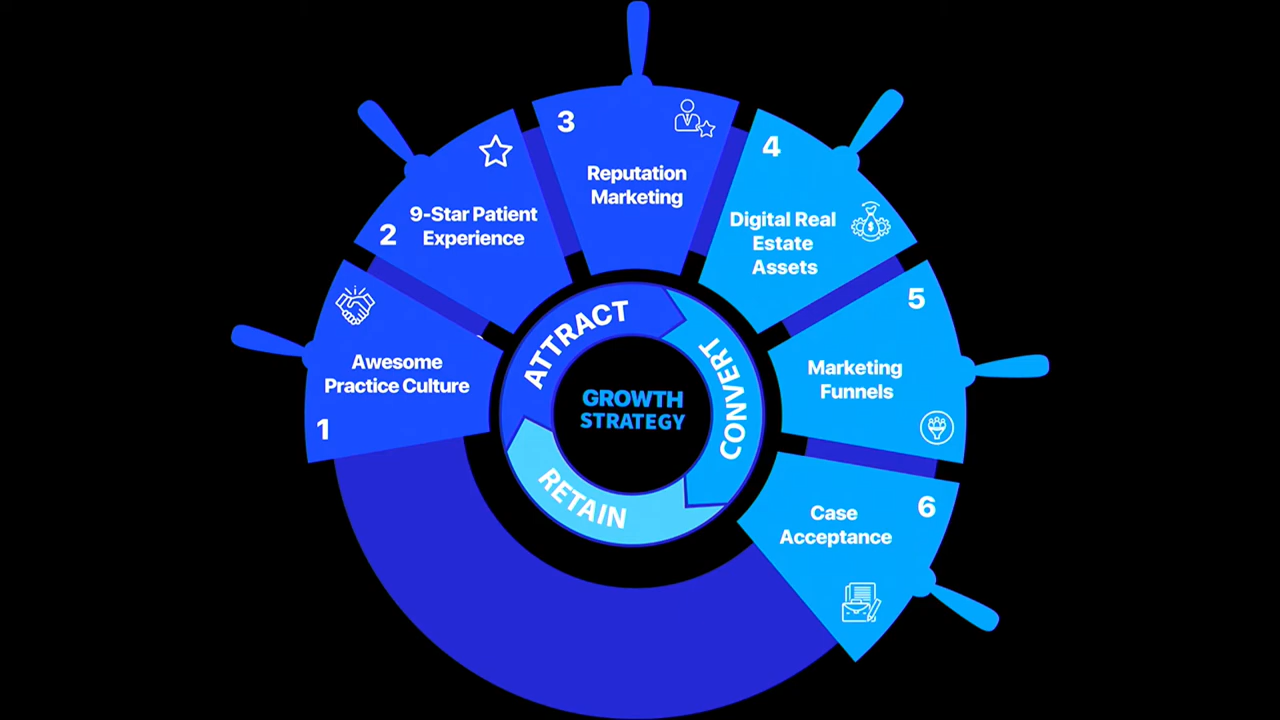 1
Awesome
Practice Culture
2
9-Star Patient
Experience
3
Reputation
Marketing
4
Digital Real
Estate
Assets
5
Marketing
Funnels
6
Case
Acceptance
ATTRACT
CONVERT
RETAIN
GROWTH
STRATEGY
$